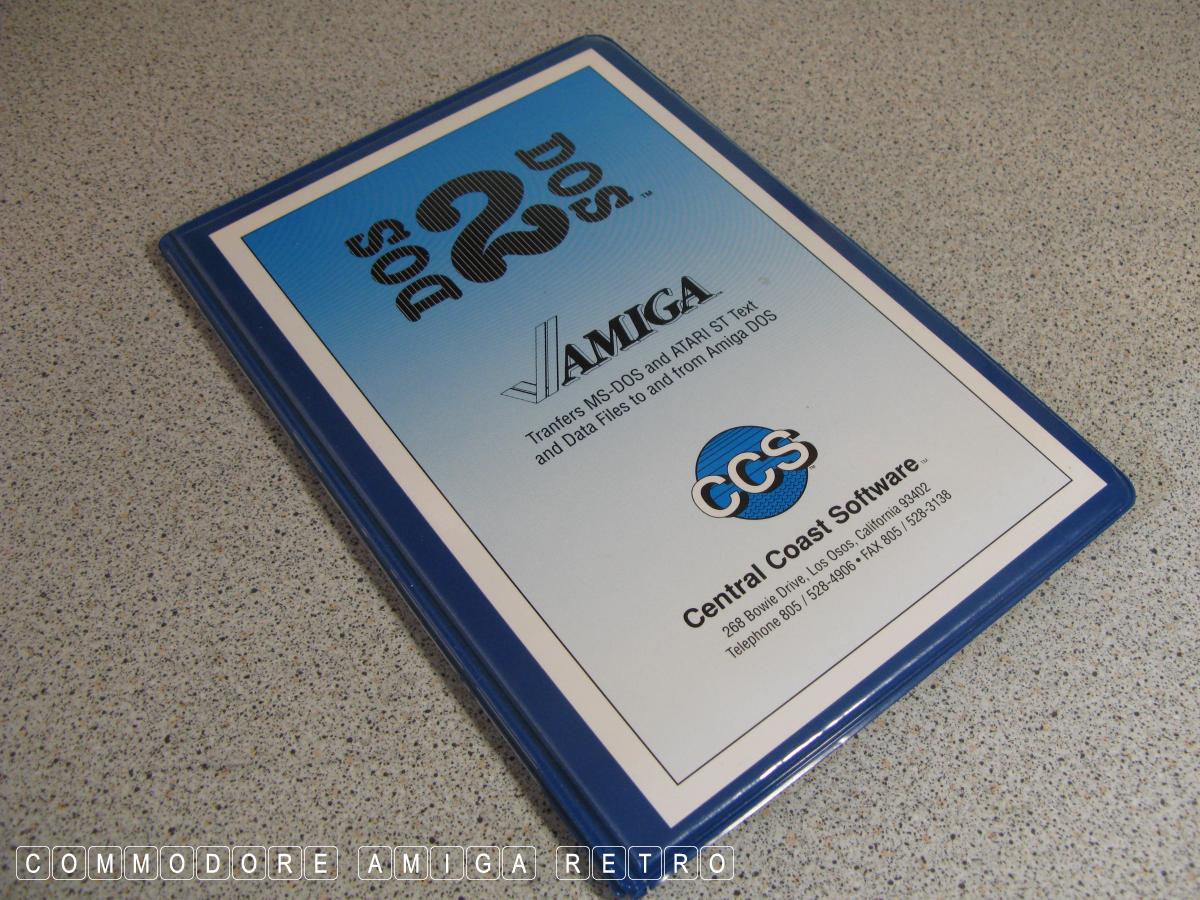 DOS
2
DOS™
AMIGA
Tranfers MS-DOS and ATARI ST Text
and Data Files to and from Amiga DOS
CCS™
Central Coast Software™
268 Bowie Drive, Los Osos, California 93402
Telephone 805 / 528-4906 • FAX 805 / 528-3138
COMMODORE AMIGA RETRO